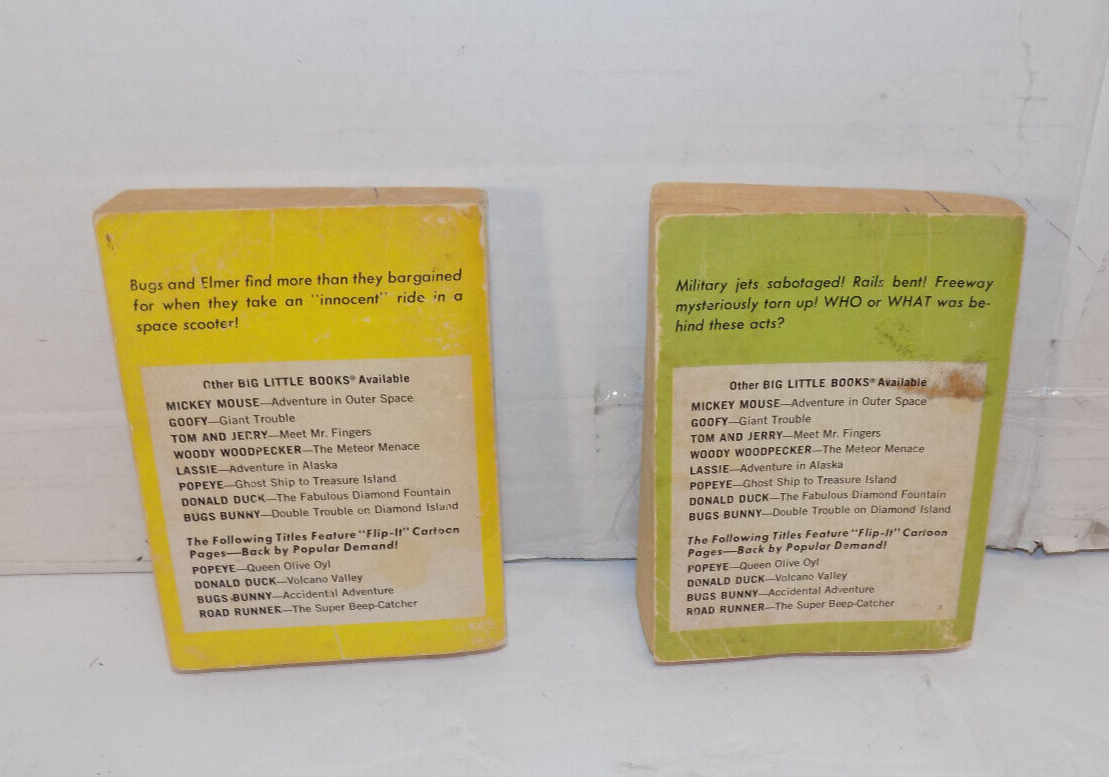 Bugs and Elmer find more than they bargained
for when they take an "innocent" ride in a
space scooter!
Other BIG LITTLE BOOKS® Available
MICKEY MOUSE—Adventure in Outer Space
GOOFY—Giant Trouble
TOM AND JERRY—Meet Mr. Fingers
WOODY WOODPECKER—The Meteor Menace
LASSIE—Adventure in Alaska
POPEYE—Ghost Ship to Treasure Island
DONALD DUCK—The Fabulous Diamond Fountain
BUGS BUNNY—Double Trouble on Diamond Island
The Following Titles Feature "Flip-It" Cartoon
Pages—Back by Popular Demand!
POPEYE—Queen Olive Oyl
DONALD DUCK—Volcano Valley
BUGS BUNNY—Accidental Adventure
ROAD RUNNER—The Super Beep-Catcher
Military jets sabotaged! Rails bent! Freeway
mysteriously torn up! WHO or WHAT was be-
hind these acts?
Other BIG LITTLE BOOKS® Available
MICKEY MOUSE—Adventure in Outer Space
GOOFY—Giant Trouble
TOM AND JERRY—Meet Mr. Fingers
WOODY WOODPECKER—The Meteor Menace
LASSIE—Adventure in Alaska
POPEYE—Ghost Ship to Treasure Island
DONALD DUCK—The Fabulous Diamond Fountain
BUGS BUNNY—Double Trouble on Diamond Island
The Following Titles Feature "Flip-It" Cartoon
Pages—Back by Popular Demand!
POPEYE—Queen Olive Oyl
DONALD DUCK—Volcano Valley
BUGS BUNNY—Accidental Adventure
ROAD RUNNER—The Super Beep-Catcher